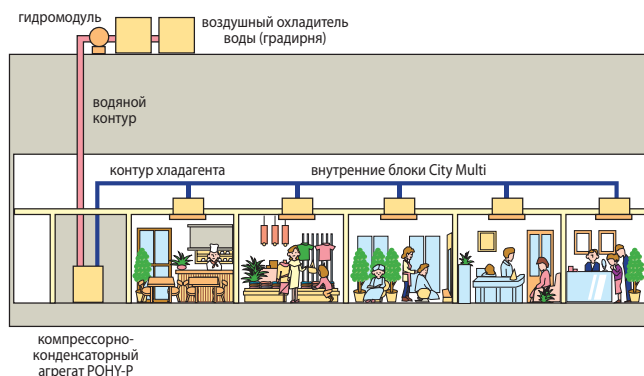 гидромодуль
воздушный охладитель
воды (градирня)
водяной
контур
контур хладагента
внутренние блоки City Multi
компрессорно-
конденсаторный
агрегат PQHY-P